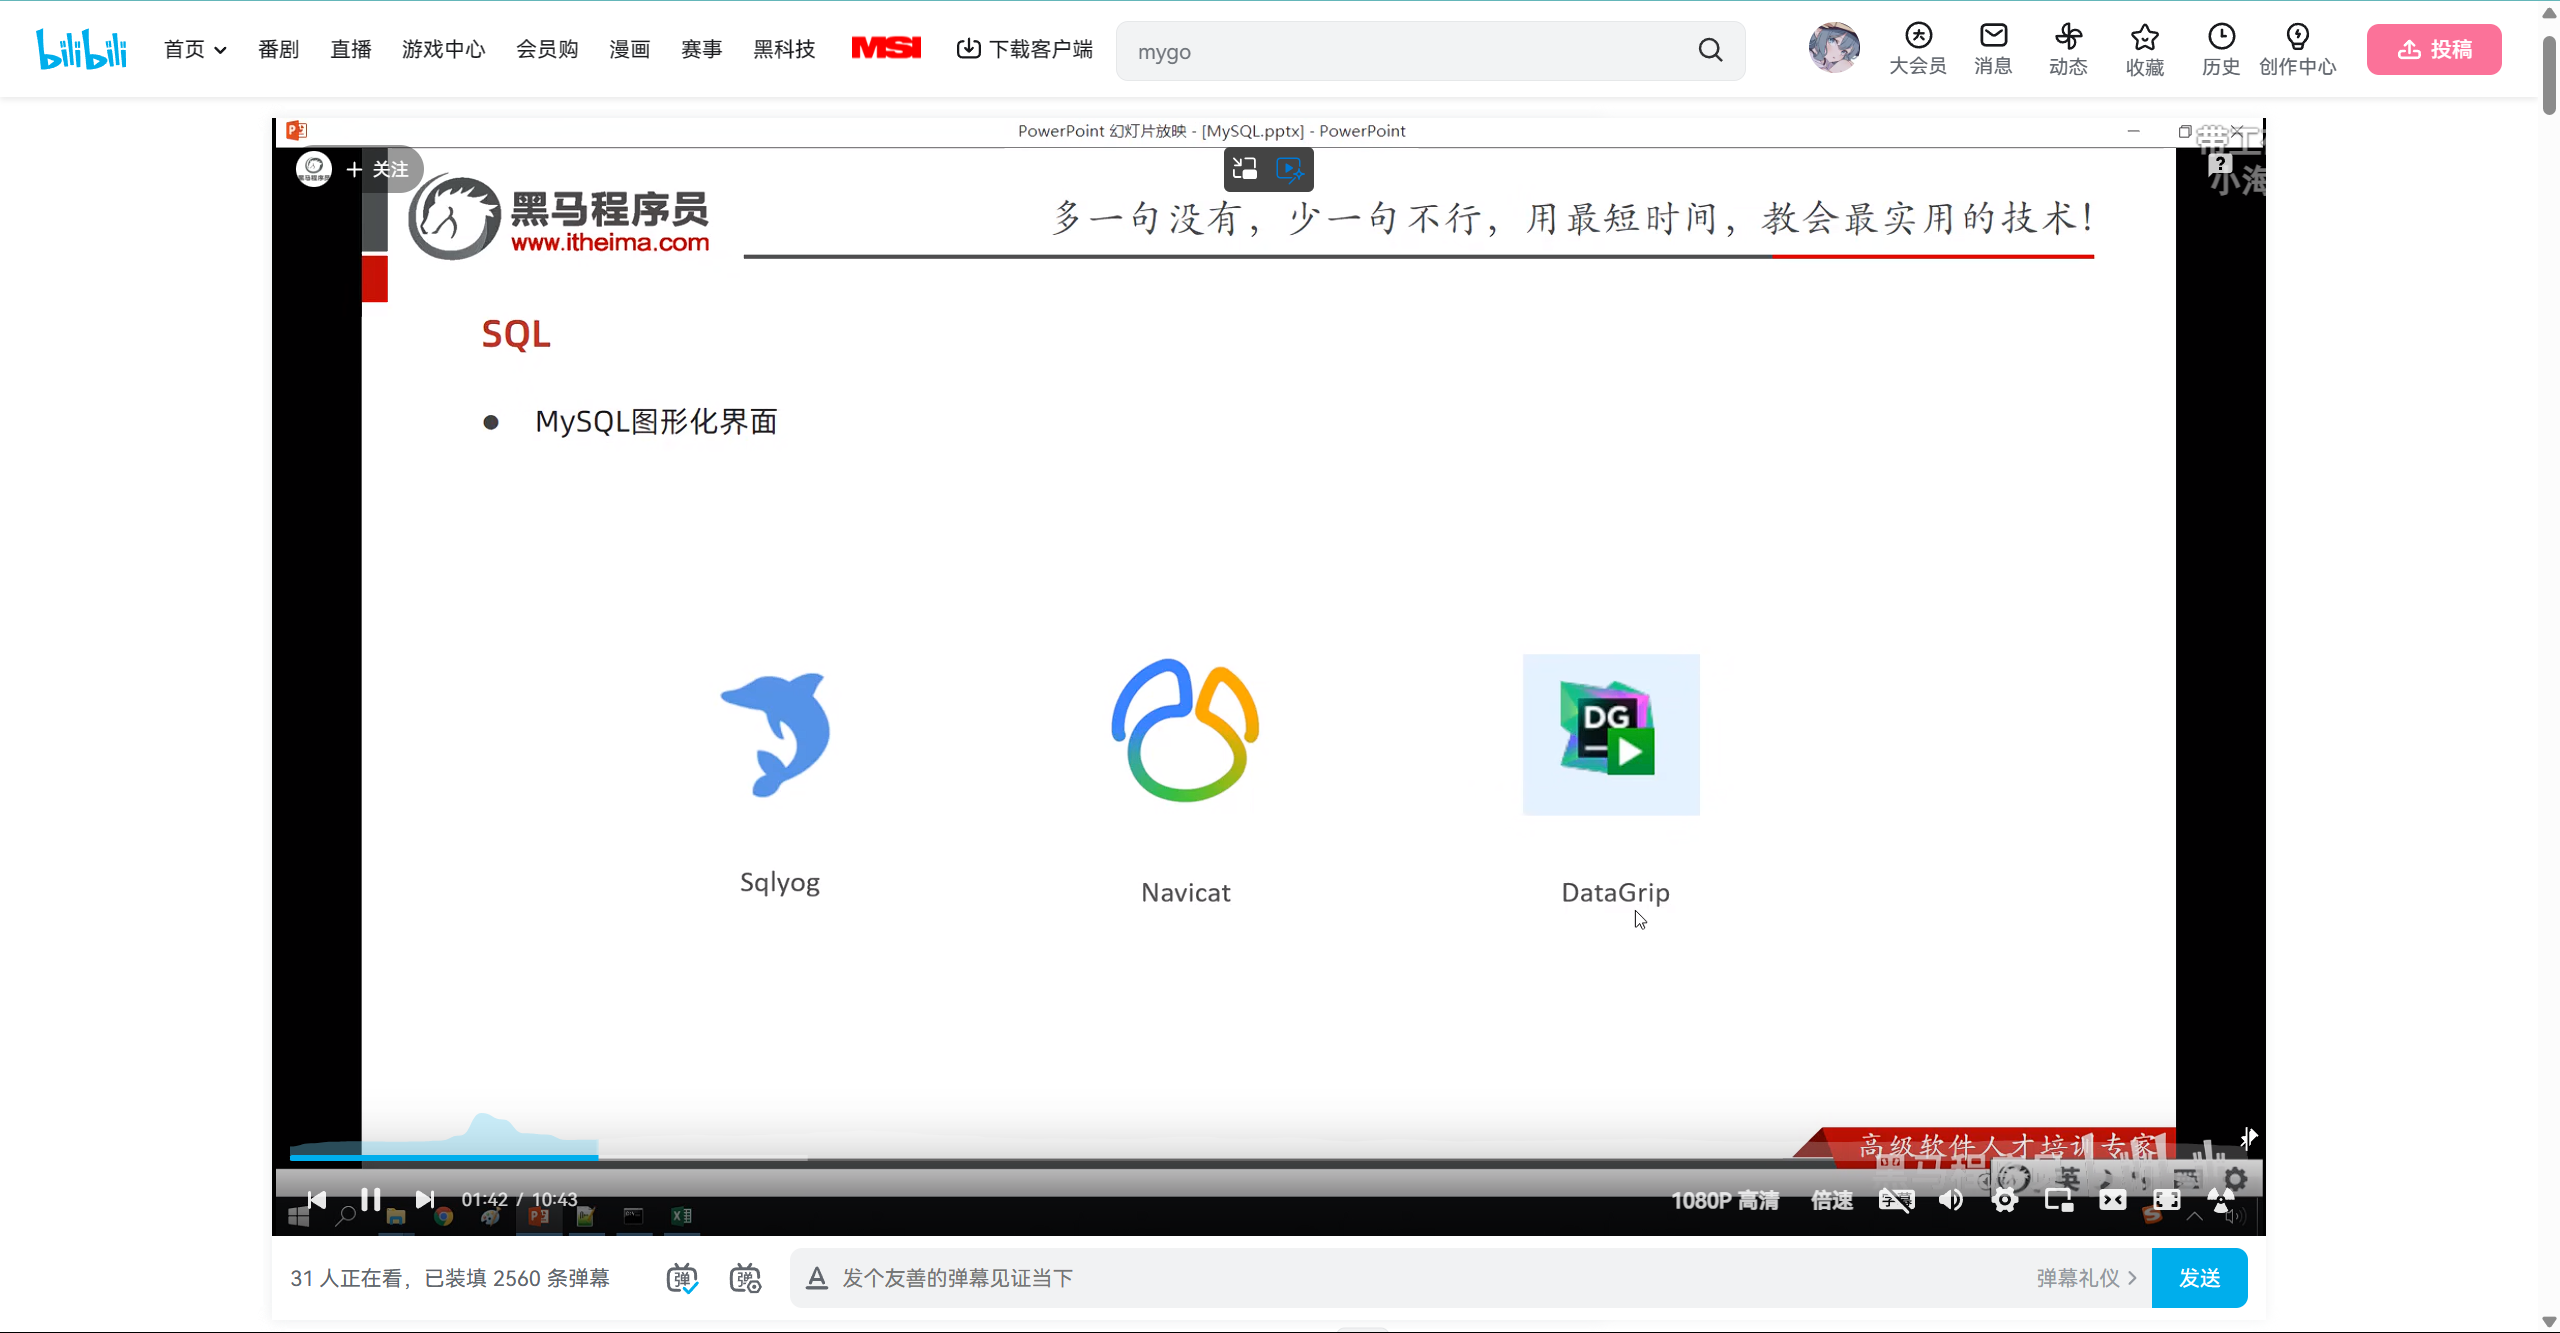 bilibili
首页 番剧 直播 游戏中心 会员购 漫画 赛事 黑科技 MSI 下载客户端
mygo
大会员 消息 动态 收藏 历史 创作中心 投稿
PowerPoint 幻灯片放映 - [MySQL.pptx] - PowerPoint
+ 关注
黑马程序员
www.itheima.com
多一句没有，少一句不行，用最短时间，教会最实用的技术！
SQL
● MySQL图形化界面
DG
Sqlyog
Navicat
DataGrip
高级软件人才培训专家
01:42 / 10:43
1080P 高清 倍速
31 人正在看，已装填 2560 条弹幕
发个友善的弹幕见证当下
弹幕礼仪 >
发送